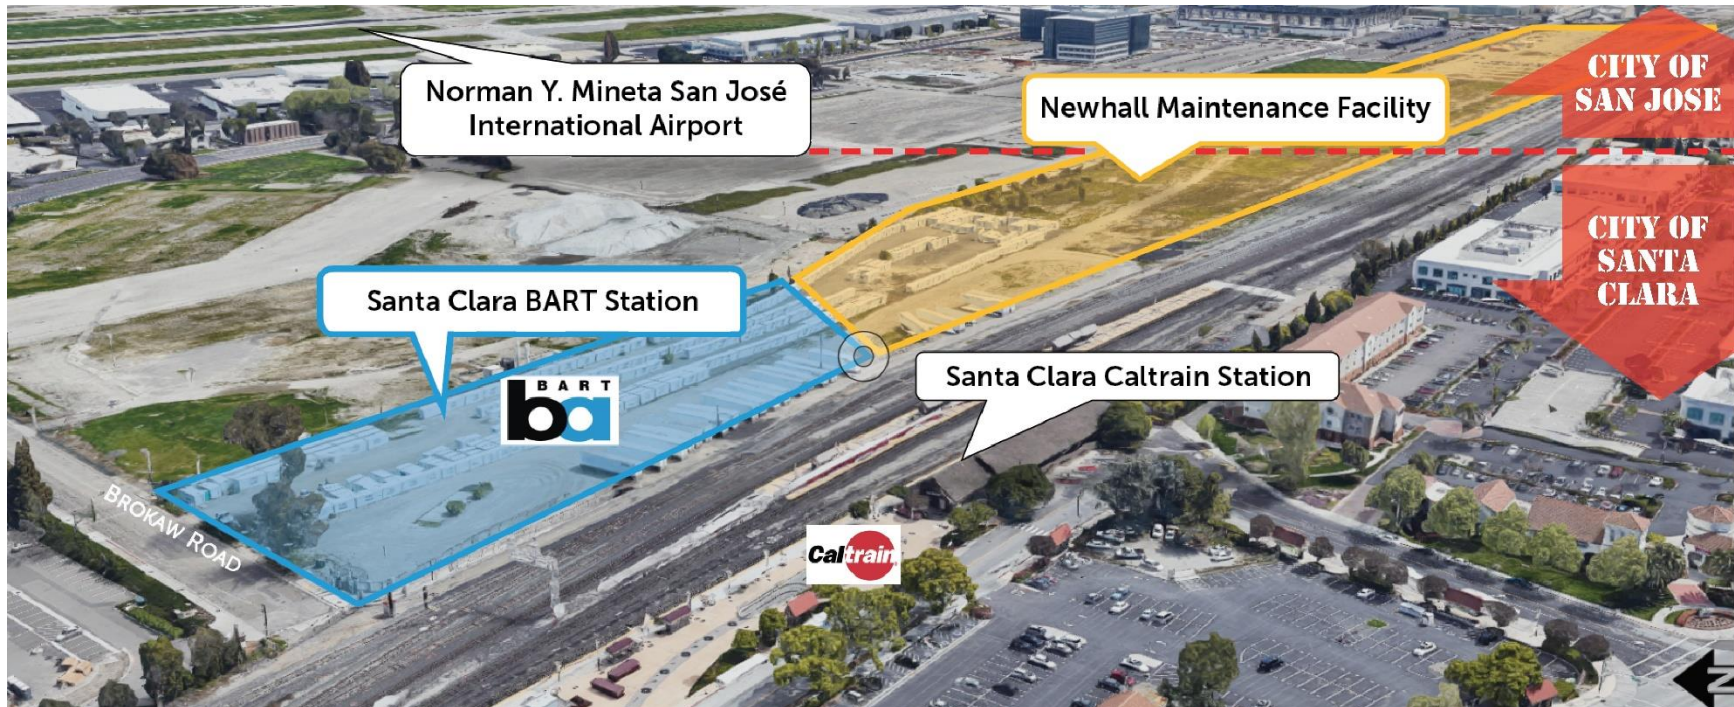 Norman Y. Mineta San José
International Airport
Newhall Maintenance Facility
CITY OF
SAN JOSE
CITY OF
SANTA
CLARA
Santa Clara BART Station
BART
ba
Santa Clara Caltrain Station
BROKAW ROAD
Caltrain
N